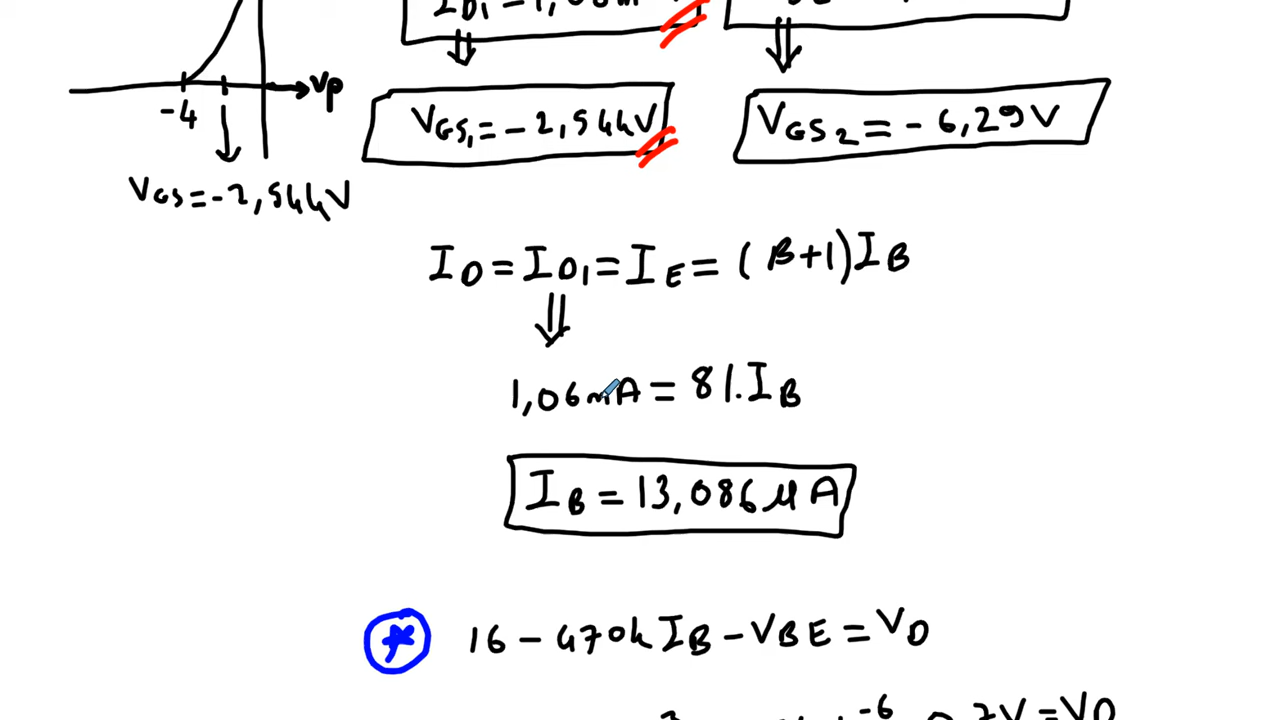 -4
VP
VGS₁ = -2,544V
VGS₂ = -6,29V
VGS = -2,544V
ID = ID₁ = IE = (β+1)IB
1,06mA = 81.IB
IB = 13,086μA
* 16 - 470k IB - VBE = VD